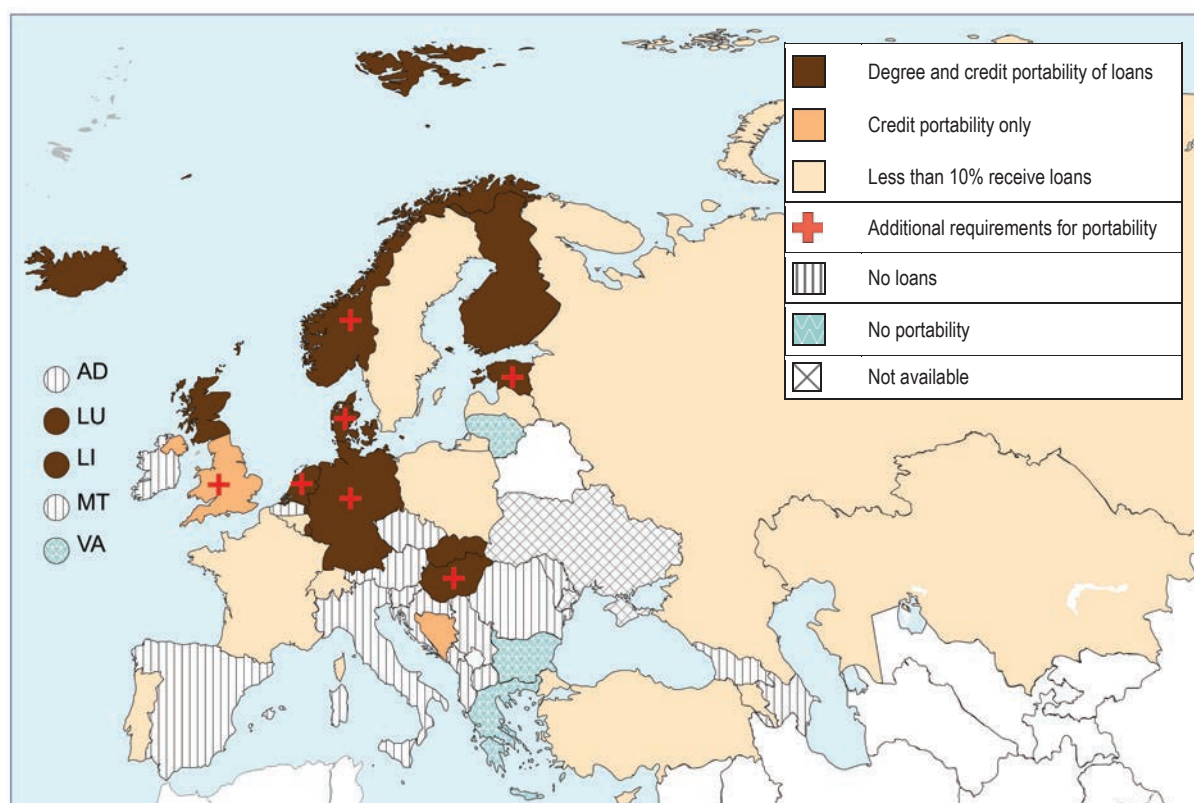 Degree and credit portability of loans
Credit portability only
Less than 10% receive loans
Additional requirements for portability
No loans
No portability
Not available
AD
LU
LI
MT
VA